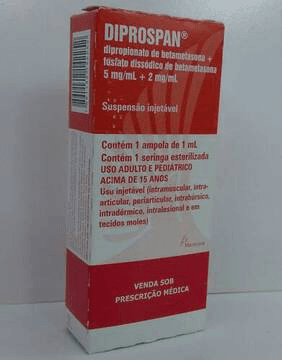 DIPROSPAN®
dipropionato de betametasona +
fosfato dissódico de betametasona
5 mg/mL + 2 mg/mL
Suspensão injetável
Contém 1 ampola de 1 mL
Contém 1 seringa esterilizada
USO ADULTO E PEDIÁTRICO
ACIMA DE 15 ANOS
Uso injetável (intramuscular, intra-
articular, periarticular, intrabúrsico,
intradérmico, intralesional e em
tecidos moles)
VENDA SOB
PRESCRIÇÃO MÉDICA